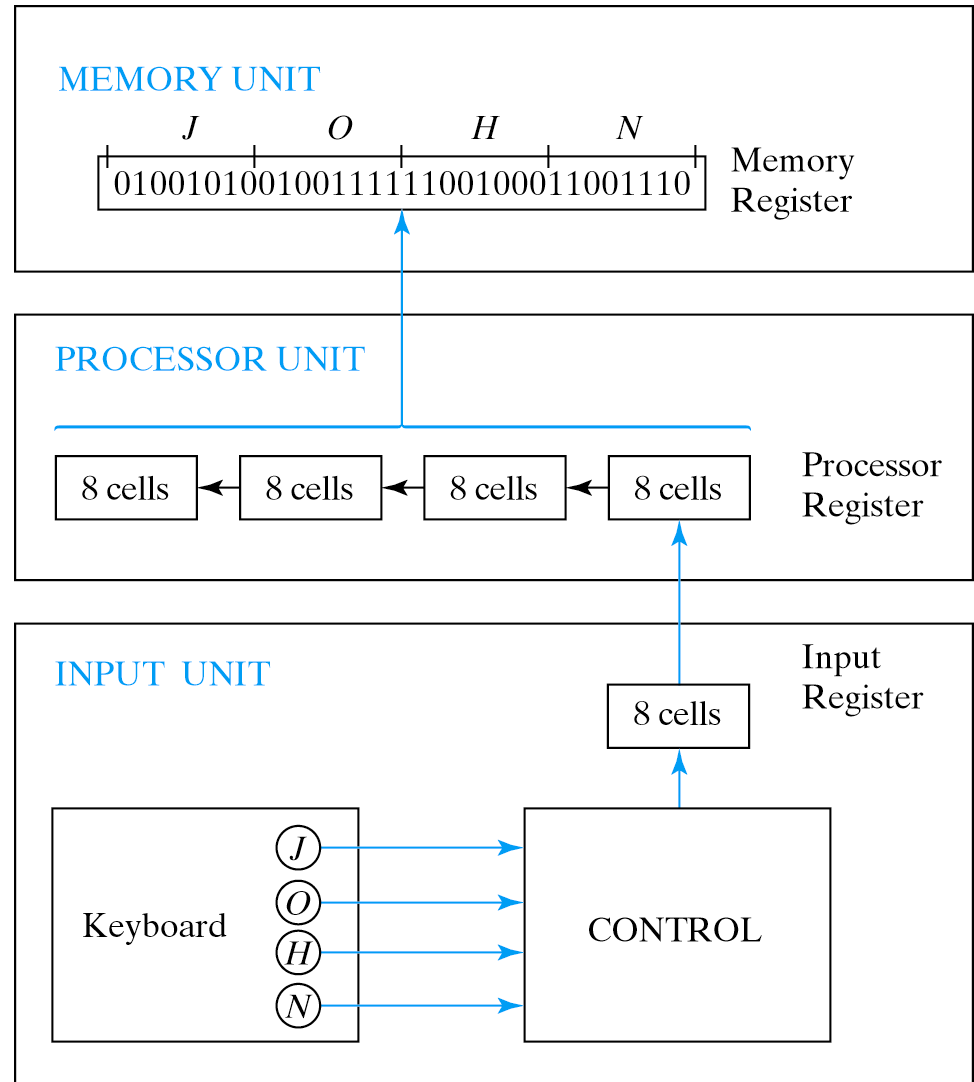 MEMORY UNIT
J O H N
01001010010011111100100011001110
Memory
Register
PROCESSOR UNIT
8 cells 8 cells 8 cells 8 cells
Processor
Register
INPUT UNIT
Input
Register
8 cells
J
O
Keyboard
CONTROL
H
N